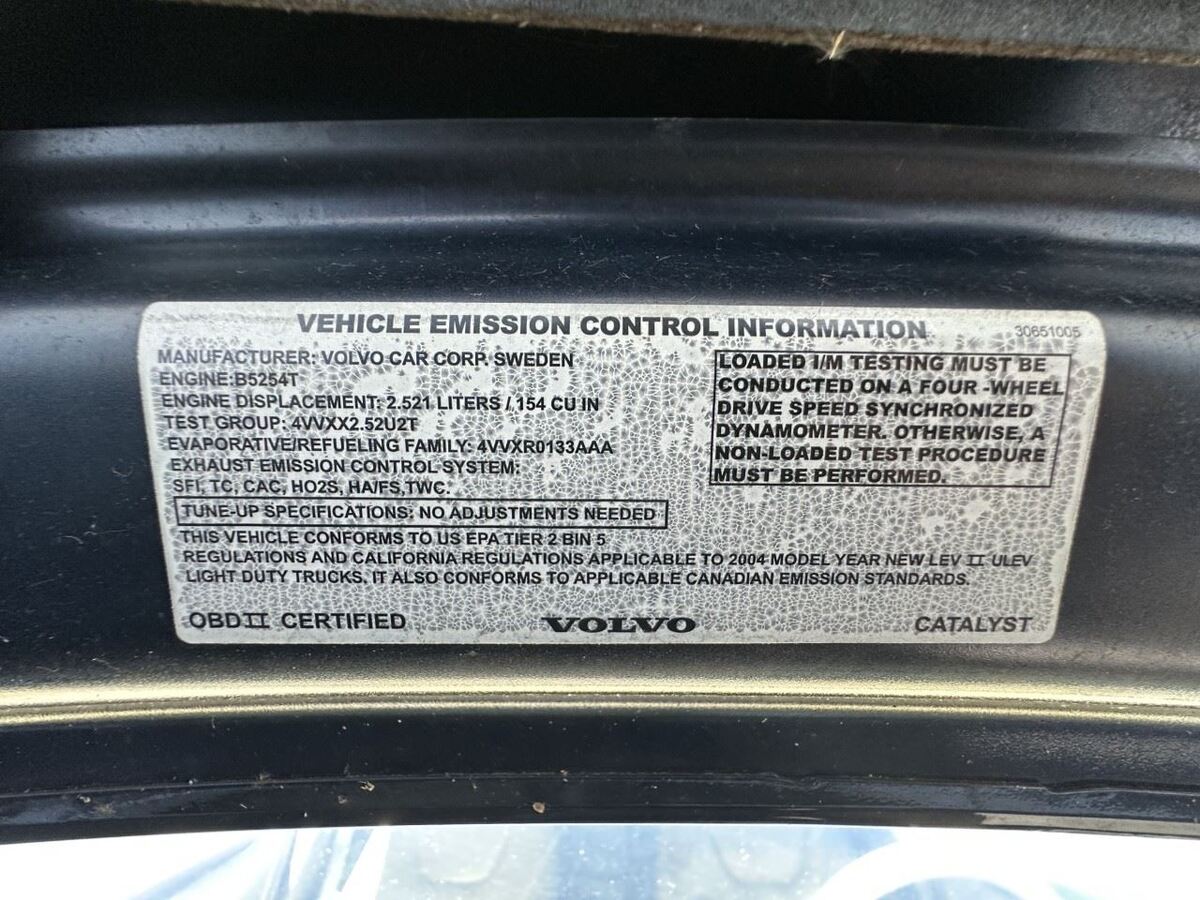 VEHICLE EMISSION CONTROL INFORMATION 30651005
MANUFACTURER: VOLVO CAR CORP. SWEDEN
ENGINE:B5254T
ENGINE DISPLACEMENT: 2.521 LITERS / 154 CU IN
TEST GROUP: 4VVXX2.52U2T
EVAPORATIVE/REFUELING FAMILY: 4VVXR0133AAA
EXHAUST EMISSION CONTROL SYSTEM:
SFI, TC, CAC, HO2S, HA/FS,TWC.
LOADED I/M TESTING MUST BE
CONDUCTED ON A FOUR -WHEEL
DRIVE SPEED SYNCHRONIZED
DYNAMOMETER. OTHERWISE, A
NON-LOADED TEST PROCEDURE
MUST BE PERFORMED.
TUNE-UP SPECIFICATIONS: NO ADJUSTMENTS NEEDED
THIS VEHICLE CONFORMS TO US EPA TIER 2 BIN 5
REGULATIONS AND CALIFORNIA REGULATIONS APPLICABLE TO 2004 MODEL YEAR NEW LEV II ULEV
LIGHT DUTY TRUCKS, IT ALSO CONFORMS TO APPLICABLE CANADIAN EMISSION STANDARDS.
OBD II CERTIFIED VOLVO CATALYST